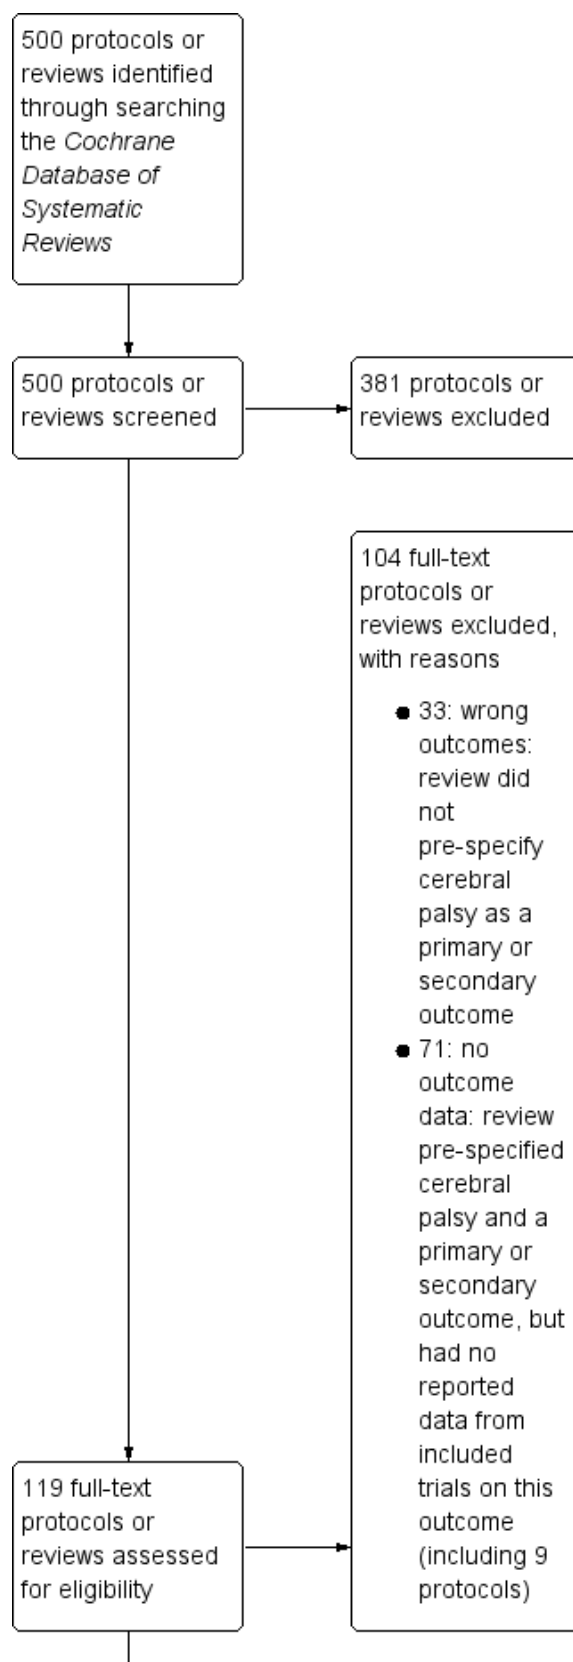 500 protocols or
reviews identified
through searching
the Cochrane
Database of
Systematic
Reviews
500 protocols or
reviews screened
381 protocols or
reviews excluded
104 full-text
protocols or
reviews excluded,
with reasons
● 33: wrong
outcomes:
review did
not
pre-specify
cerebral
palsy as a
primary or
secondary
outcome
● 71: no
outcome
data: review
pre-specified
cerebral
palsy and a
primary or
secondary
outcome, but
had no
reported
data from
included
trials on this
outcome
(including 9
protocols)
119 full-text
protocols or
reviews assessed
for eligibility